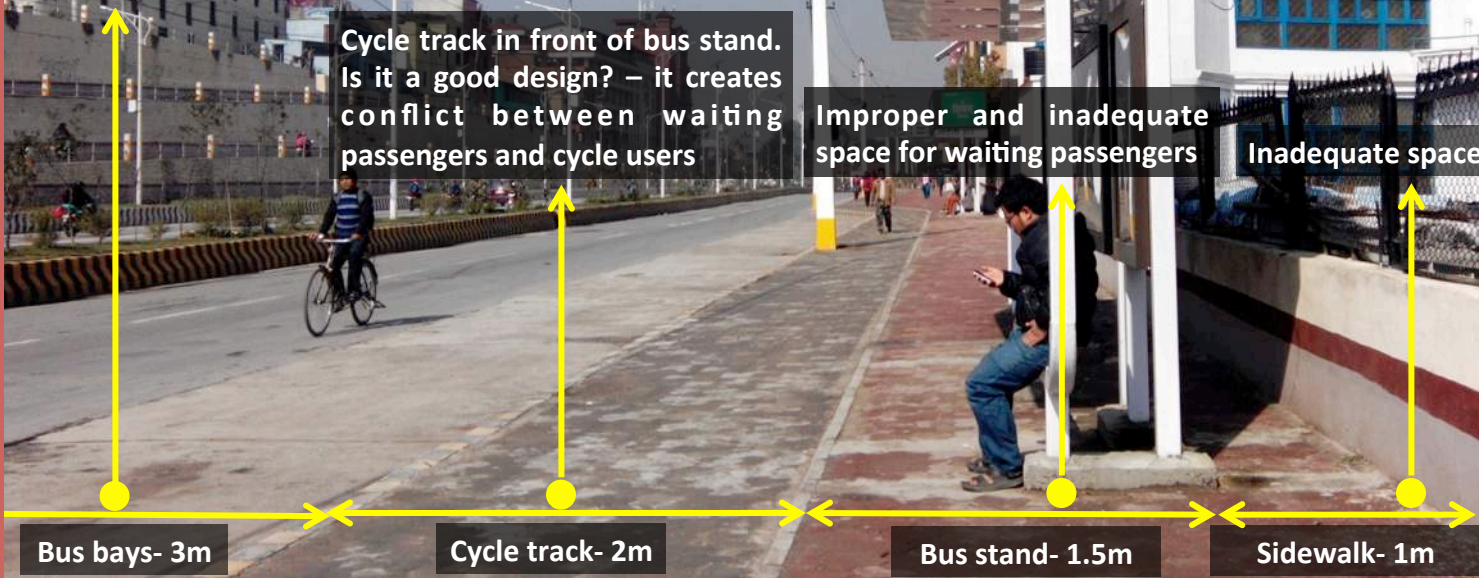 Cycle track in front of bus stand.
Is it a good design? – it creates
conflict between waiting
passengers and cycle users
Improper and inadequate
space for waiting passengers
Inadequate space
Bus bays- 3m
Cycle track- 2m
Bus stand- 1.5m
Sidewalk- 1m